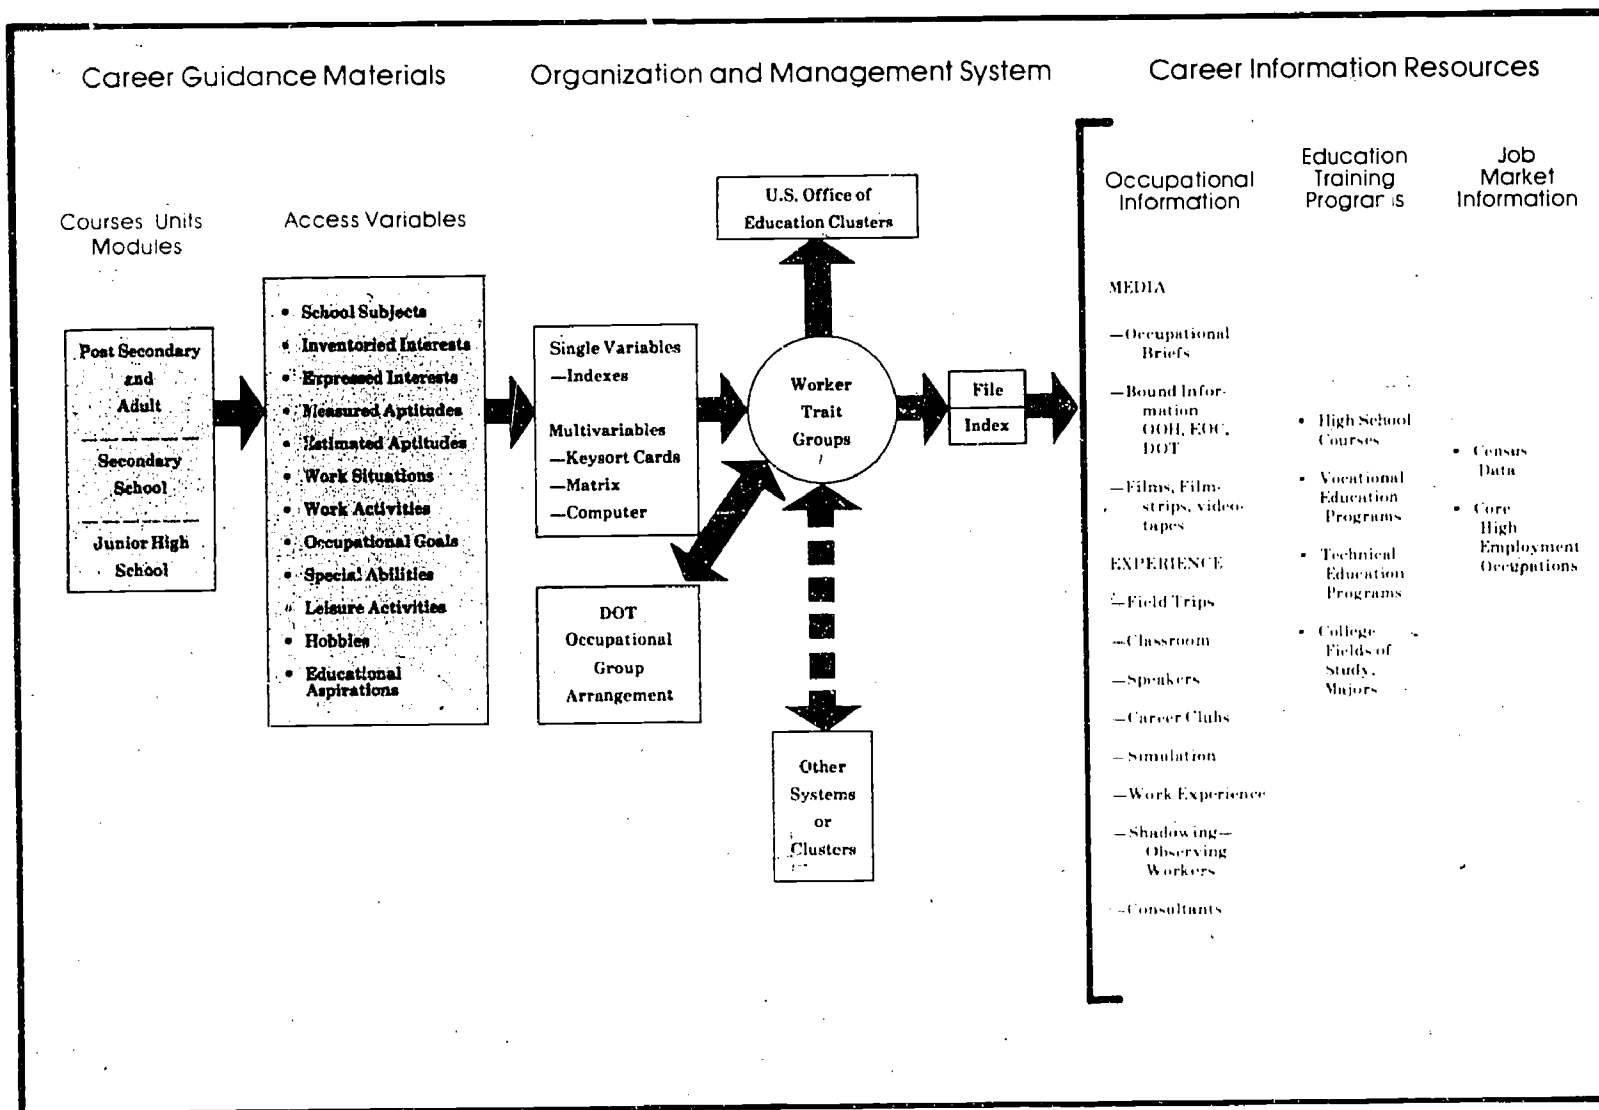 Career Guidance Materials
Organization and Management System
Career Information Resources
Courses Units
Modules
Access Variables
Post Secondary
and
Adult
Secondary
School
Junior High
School
• School Subjects
• Inventoried Interests
• Expressed Interests
• Measured Aptitudes
• Estimated Aptitudes
• Work Situations
• Work Activities
• Occupational Goals
• Special Abilities
• Leisure Activities
• Hobbies
• Educational
Aspirations
Single Variables
—Indexes
Multivariables
—Keysort Cards
—Matrix
—Computer
DOT
Occupational
Group
Arrangement
U.S. Office of
Education Clusters
Worker
Trait
Groups
Other
Systems
or
Clusters
File
Index
Occupational
Information
MEDIA
—Occupational
Briefs
—Bound Infor-
mation
OOH, EOC,
DOT
—Films, Film-
strips, video-
tapes
EXPERIENCE
—Field Trips
—Classroom
—Speakers
—Career Clubs
—Simulation
—Work Experience
—Shadowing—
Observing
Workers
—Consultants
Education
Training
Programs
• High School
Courses
• Vocational
Education
Programs
• Technical
Education
Programs
• College
Fields of
Study,
Majors
Job
Market
Information
• Census
Data
• Core
High
Employment
Occupations